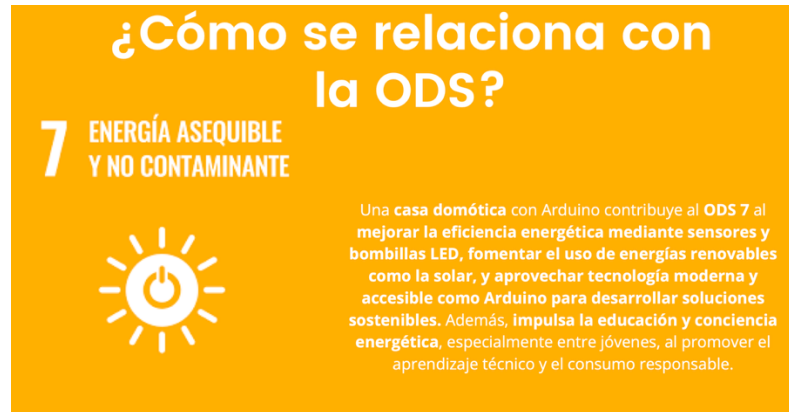 ¿Cómo se relaciona con
la ODS?
7 ENERGÍA ASEQUIBLE
Y NO CONTAMINANTE
Una casa domótica con Arduino contribuye al ODS 7 al
mejorar la eficiencia energética mediante sensores y
bombillas LED, fomentar el uso de energías renovables
como la solar, y aprovechar tecnología moderna y
accesible como Arduino para desarrollar soluciones
sostenibles. Además, impulsa la educación y conciencia
energética, especialmente entre jóvenes, al promover el
aprendizaje técnico y el consumo responsable.